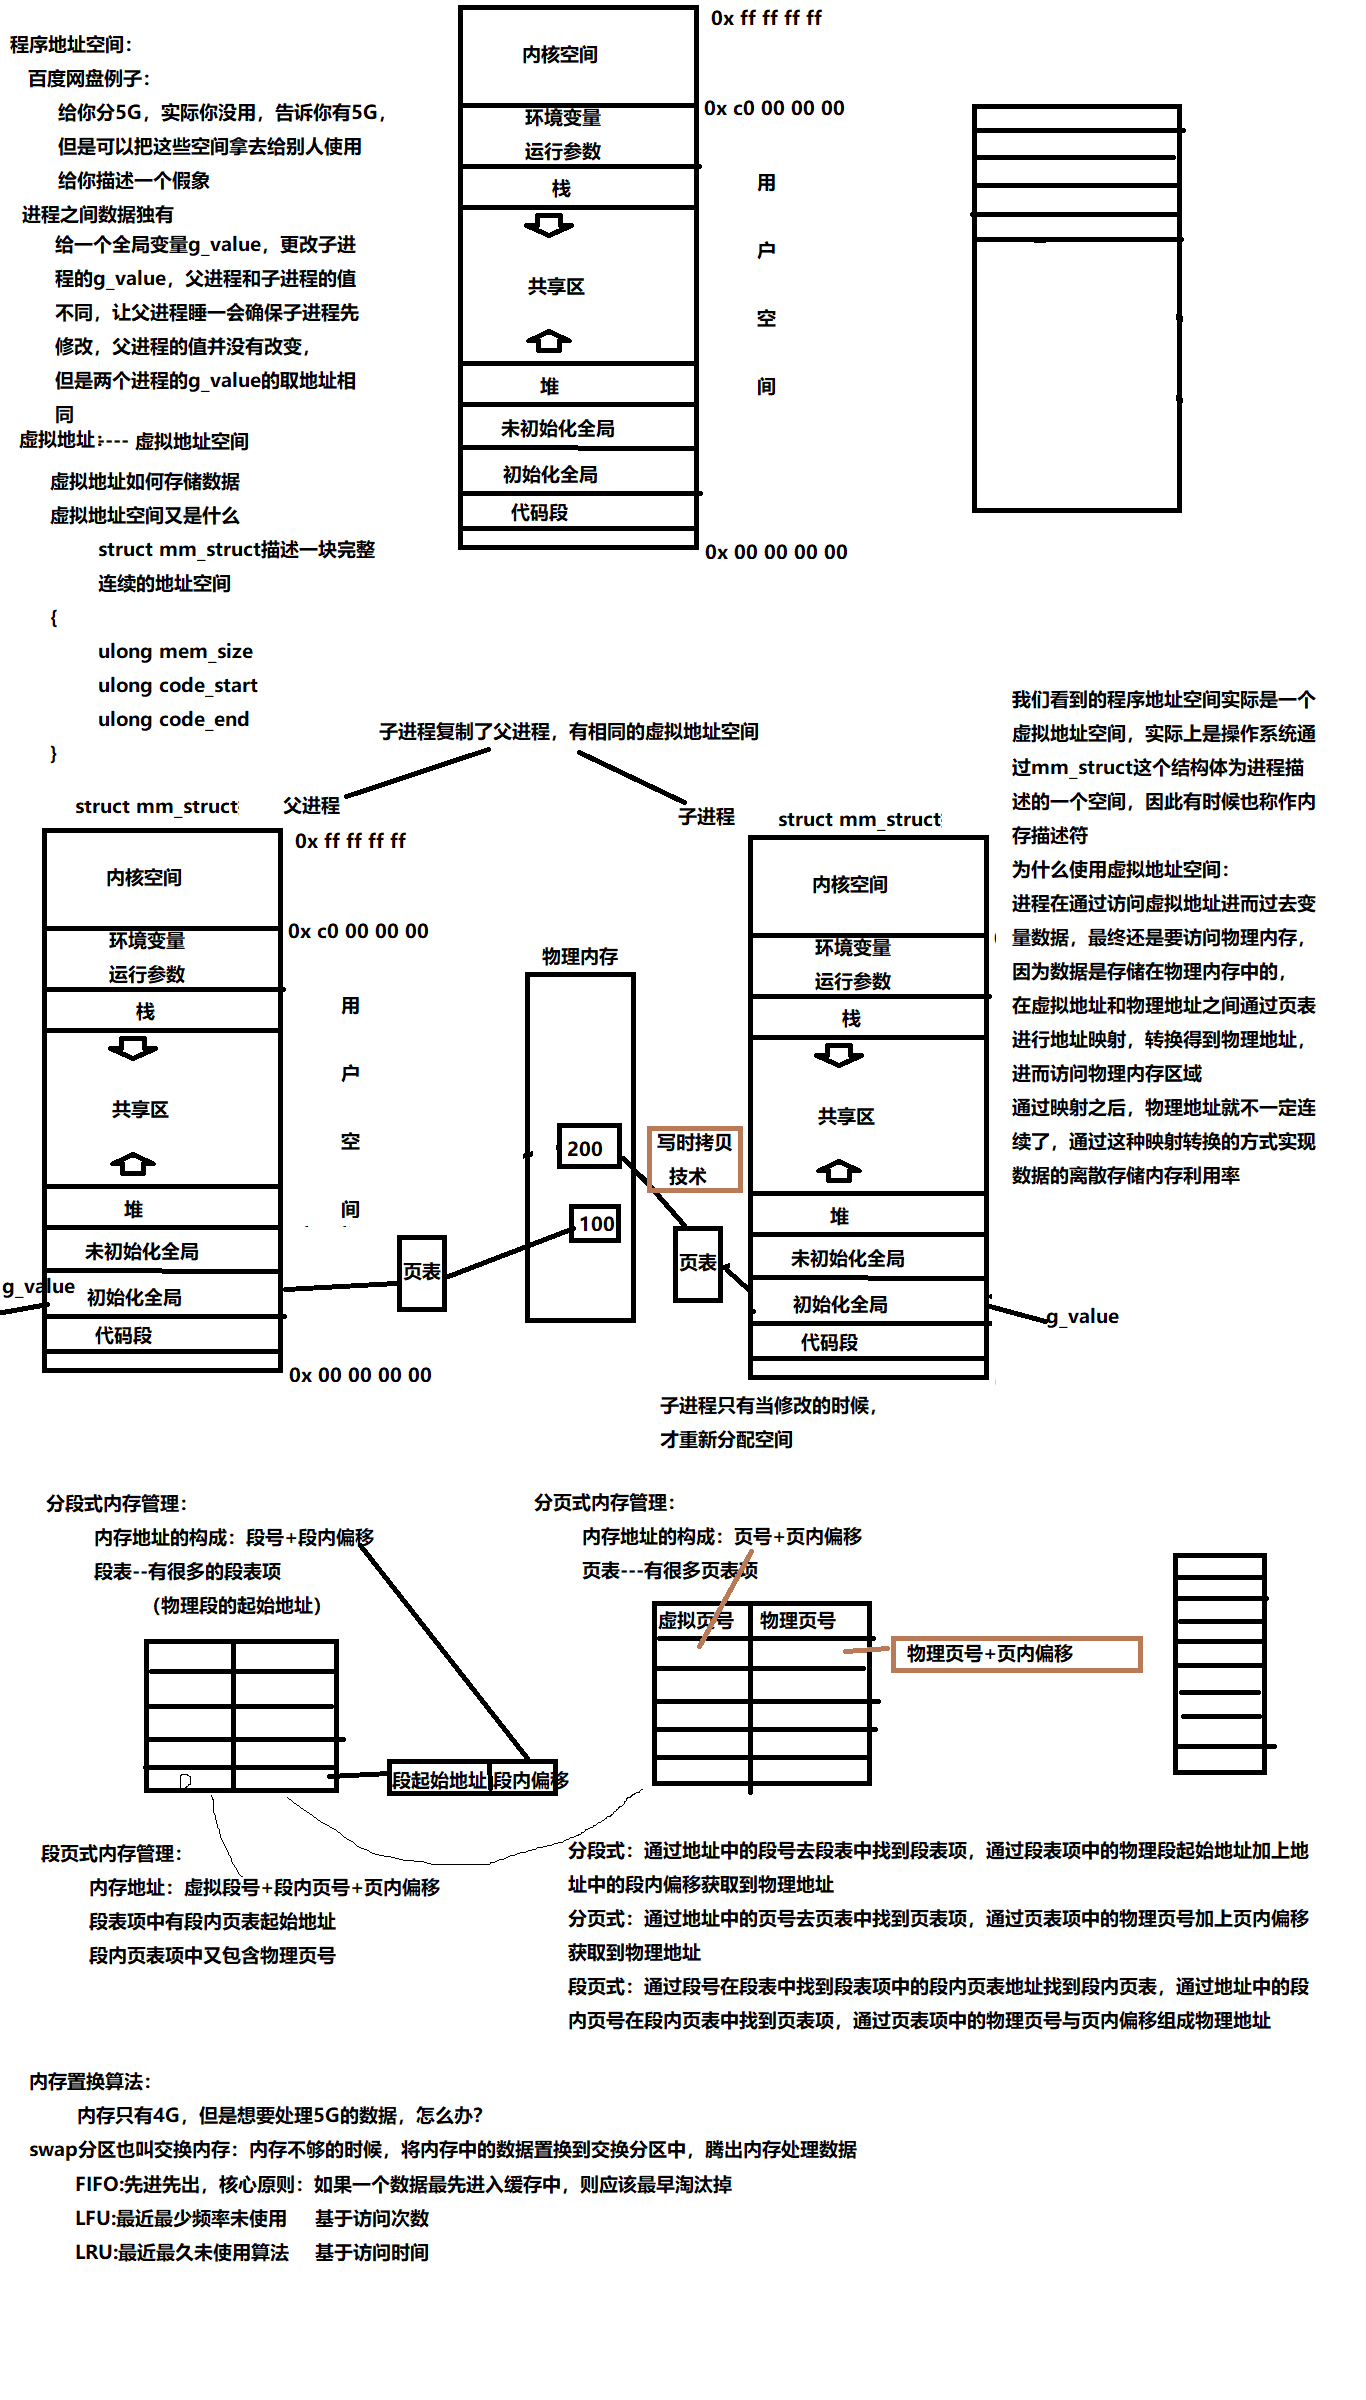 程序地址空间：
百度网盘例子：
给你分5G，实际你没用，告诉你有5G，
但是可以把这些空间拿去给别人使用
给你描述一个假象
进程之间数据独有
给一个全局变量g_value，更改子进
程的g_value，父进程和子进程的值
不同，让父进程睡一会确保子进程先
修改，父进程的值并没有改变，
但是两个进程的g_value的取地址相
同
虚拟地址：---- 虚拟地址空间
虚拟地址如何存储数据
虚拟地址空间又是什么
struct mm_struct描述一块完整
连续的地址空间
{
ulong mem_size
ulong code_start
ulong code_end
}
0x ff ff ff ff
内核空间
0x c0 00 00 00
环境变量
运行参数
栈
共享区
堆
未初始化全局
初始化全局
代码段
0x 00 00 00 00
用
户
空
间
子进程复制了父进程，有相同的虚拟地址空间
struct mm_struct
父进程
0x ff ff ff ff
内核空间
0x c0 00 00 00
环境变量
运行参数
栈
共享区
堆
未初始化全局
g_value
初始化全局
代码段
0x 00 00 00 00
用
户
空
间
页表
物理内存
200
100
写时拷贝
技术
页表
子进程
struct mm_struct
内核空间
环境变量
运行参数
栈
共享区
堆
未初始化全局
初始化全局
g_value
代码段
子进程只有当修改的时候，
才重新分配空间
我们看到的程序地址空间实际是一个
虚拟地址空间，实际上是操作系统通
过mm_struct这个结构体为进程描
述的一个空间，因此有时候也称作内
存描述符
为什么使用虚拟地址空间：
进程在通过访问虚拟地址进而过去变
量数据，最终还是要访问物理内存，
因为数据是存储在物理内存中的，
在虚拟地址和物理地址之间通过页表
进行地址映射，转换得到物理地址，
进而访问物理内存区域
通过映射之后，物理地址就不一定连
续了，通过这种映射转换的方式实现
数据的离散存储内存利用率
分段式内存管理：
内存地址的构成：段号+段内偏移
段表--有很多的段表项
（物理段的起始地址）
段起始地址
段内偏移
分页式内存管理：
内存地址的构成：页号+页内偏移
页表---有很多页表项
虚拟页号
物理页号
物理页号+页内偏移
段页式内存管理：
内存地址：虚拟段号+段内页号+页内偏移
段表项中有段内页表起始地址
段内页表项中又包含物理页号
分段式：通过地址中的段号去段表中找到段表项，通过段表项中的物理段起始地址加上地
址中的段内偏移获取到物理地址
分页式：通过地址中的页号去页表中找到页表项，通过页表项中的物理页号加上页内偏移
获取到物理地址
段页式：通过段号在段表中找到段表项中的段内页表地址找到段内页表，通过地址中的段
内页号在段内页表中找到页表项，通过页表项中的物理页号与页内偏移组成物理地址
内存置换算法：
内存只有4G，但是想要处理5G的数据，怎么办？
swap分区也叫交换内存：内存不够的时候，将内存中的数据置换到交换分区中，腾出内存处理数据
FIFO:先进先出，核心原则：如果一个数据最先进入缓存中，则应该最早淘汰掉
LFU:最近最少频率未使用 基于访问次数
LRU:最近最久未使用算法 基于访问时间